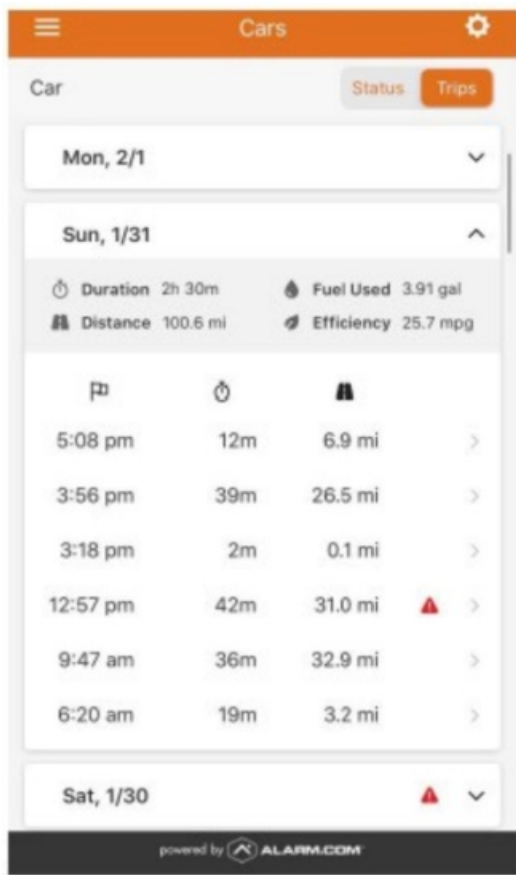 Cars
Car Status Trips
Mon, 2/1
Sun, 1/31
Duration 2h 30m Fuel Used 3.91 gal
Distance 100.6 mi Efficiency 25.7 mpg
5:08 pm 12m 6.9 mi
3:56 pm 39m 26.5 mi
3:18 pm 2m 0.1 mi
12:57 pm 42m 31.0 mi
9:47 am 36m 32.9 mi
6:20 am 19m 3.2 mi
Sat, 1/30
powered by ALARM.COM